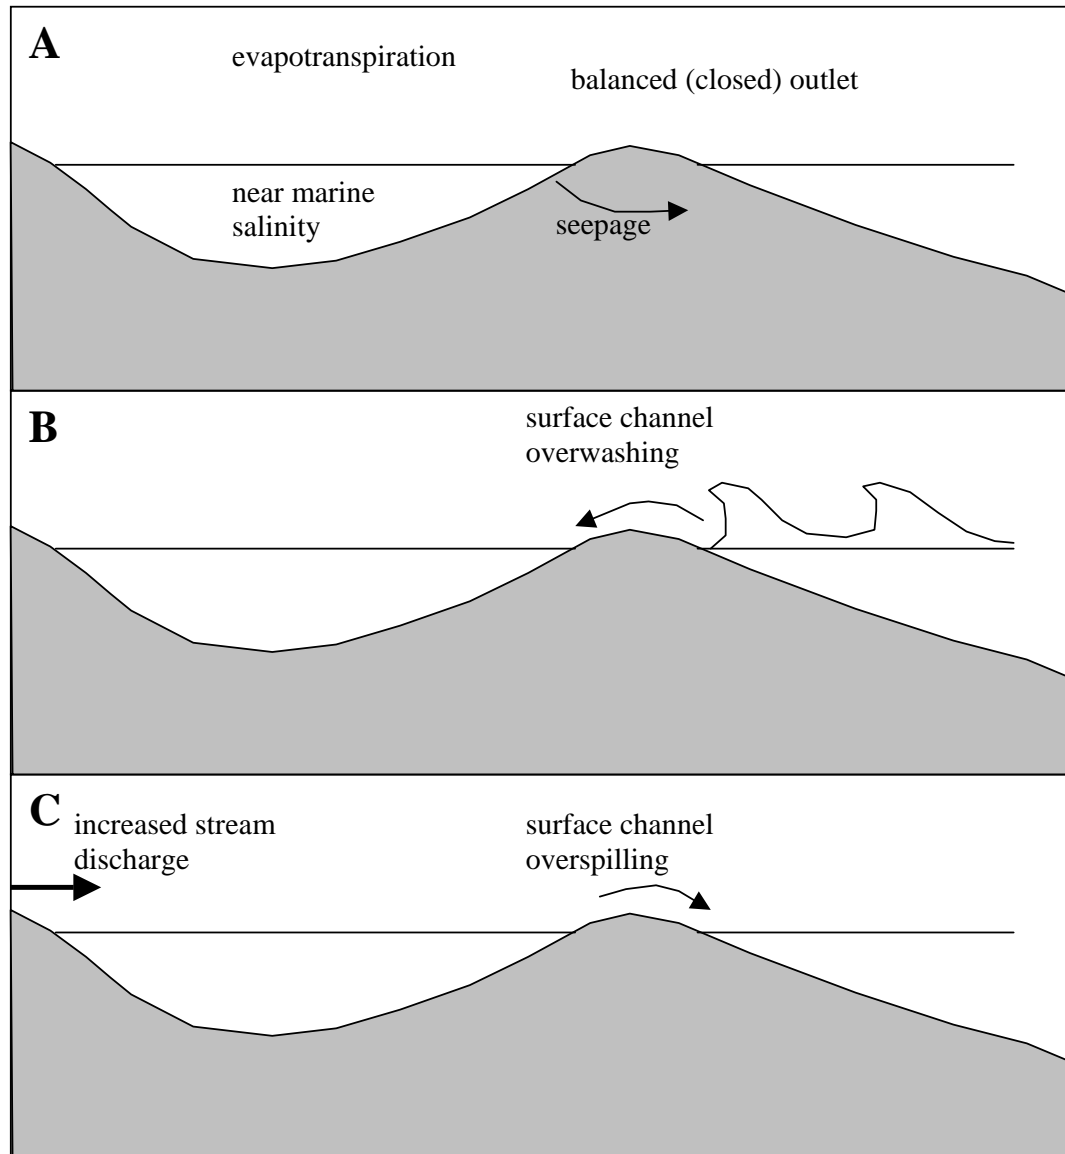 A
evapotranspiration
balanced (closed) outlet
near marine
salinity
seepage
B
surface channel
overwashing
C
increased stream
discharge
surface channel
overspilling